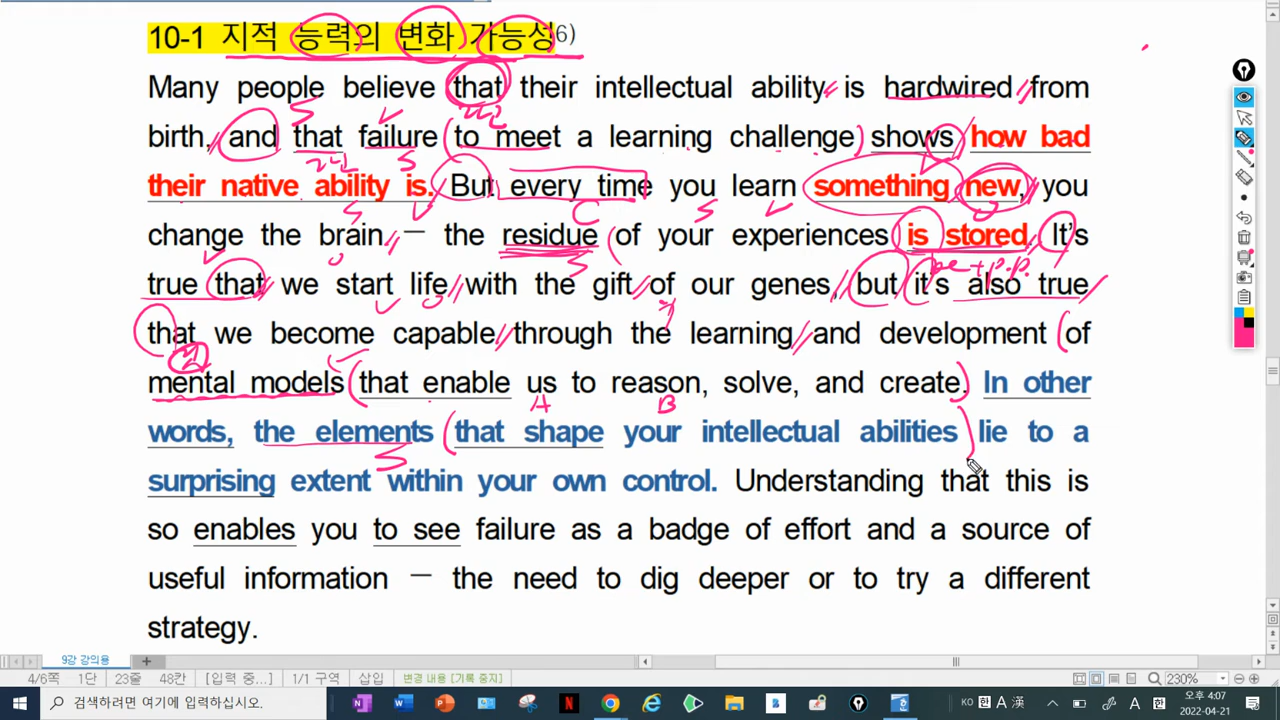 10-1 지적 능력의 변화 가능성6)
Many people believe that their intellectual ability is hardwired from
birth, and that failure to meet a learning challenge shows how bad
their native ability is. But every time you learn something new, you
C
change the brain. — the residue of your experiences is stored. It's
be+p.p.
true that we start life with the gift of our genes, but it's also true
that we become capable through the learning and development of
mental models that enable us to reason, solve, and create. In other
A B
words, the elements that shape your intellectual abilities lie to a
S
surprising extent within your own control. Understanding that this is
so enables you to see failure as a badge of effort and a source of
useful information — the need to dig deeper or to try a different
strategy.
9강 강의용
4/6쪽 1단 23줄 48칸 [입력 중...] 1/1 구역 삽입 변경 내용 [기록 중지] 230%
검색하려면 여기에 입력하십시오. KO 한 A 漢 A 한 오후 4:07
2022-04-21